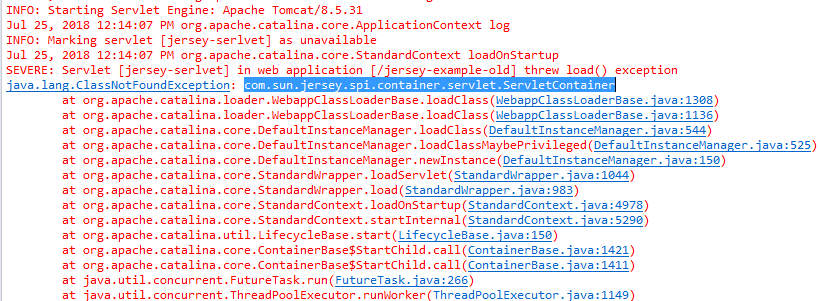 INFO: Starting Servlet Engine: Apache Tomcat/8.5.31
Jul 25, 2018 12:14:07 PM org.apache.catalina.core.ApplicationContext log
INFO: Marking servlet [jersey-serlvet] as unavailable
Jul 25, 2018 12:14:07 PM org.apache.catalina.core.StandardContext loadOnStartup
SEVERE: Servlet [jersey-serlvet] in web application [/jersey-example-old] threw load() exception
java.lang.ClassNotFoundException: com.sun.jersey.spi.container.servlet.ServletContainer
at org.apache.catalina.loader.WebappClassLoaderBase.loadClass(WebappClassLoaderBase.java:1308)
at org.apache.catalina.loader.WebappClassLoaderBase.loadClass(WebappClassLoaderBase.java:1136)
at org.apache.catalina.core.DefaultInstanceManager.loadClass(DefaultInstanceManager.java:544)
at org.apache.catalina.core.DefaultInstanceManager.loadClassMaybePrivileged(DefaultInstanceManager.java:525)
at org.apache.catalina.core.DefaultInstanceManager.newInstance(DefaultInstanceManager.java:150)
at org.apache.catalina.core.StandardWrapper.loadServlet(StandardWrapper.java:1044)
at org.apache.catalina.core.StandardWrapper.load(StandardWrapper.java:983)
at org.apache.catalina.core.StandardContext.loadOnStartup(StandardContext.java:4978)
at org.apache.catalina.core.StandardContext.startInternal(StandardContext.java:5290)
at org.apache.catalina.util.LifecycleBase.start(LifecycleBase.java:150)
at org.apache.catalina.core.ContainerBase$StartChild.call(ContainerBase.java:1421)
at org.apache.catalina.core.ContainerBase$StartChild.call(ContainerBase.java:1411)
at java.util.concurrent.FutureTask.run(FutureTask.java:266)
at java.util.concurrent.ThreadPoolExecutor.runWorker(ThreadPoolExecutor.java:1149)